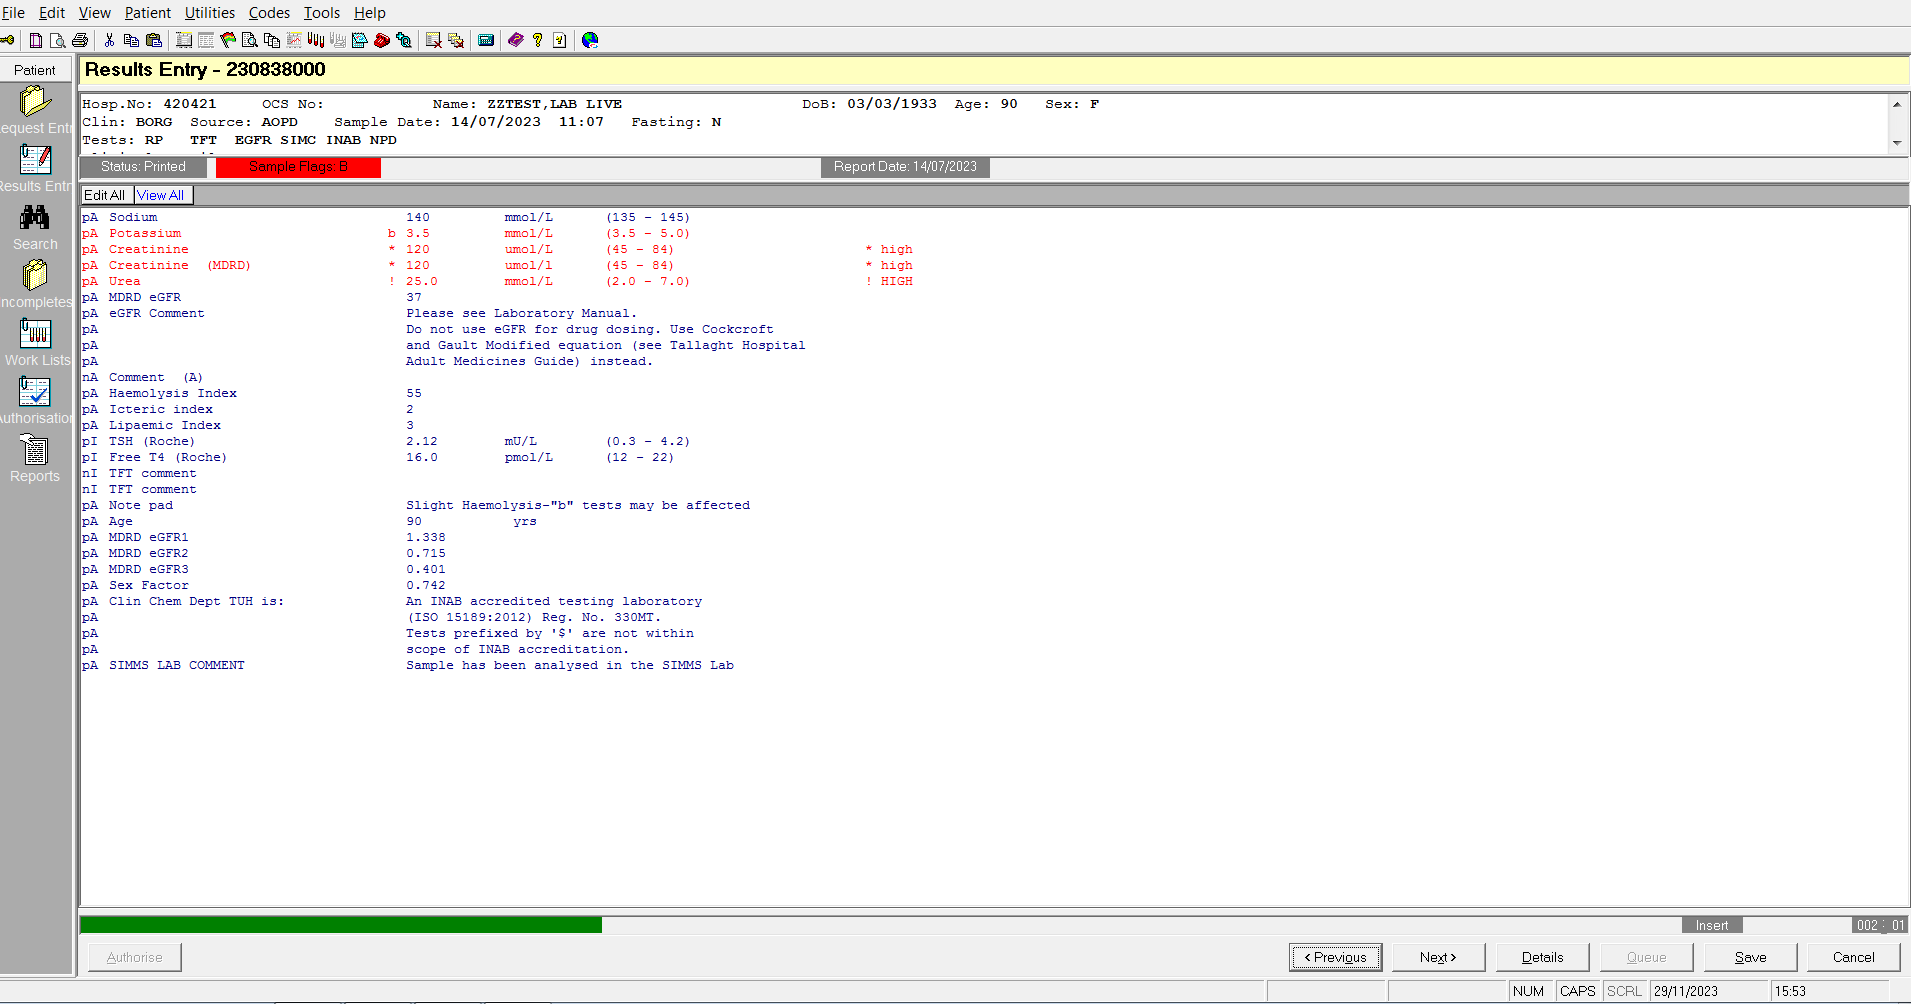 File Edit View Patient Utilities Codes Tools Help
Patient
Results Entry - 230838000
Hosp.No: 420421 OCS No: Name: ZZTEST,LAB LIVE DoB: 03/03/1933 Age: 90 Sex: F
Clin: BORG Source: AOPD Sample Date: 14/07/2023 11:07 Fasting: N
Tests: RP TFT EGFR SIMC INAB NPD
Status: Printed Sample Flags: B Report Date: 14/07/2023
Edit All View All
equest Entr
Results Entr
Search
Incompletes
Work Lists
Authorisation
Reports
pA Sodium 140 mmol/L (135 - 145)
pA Potassium b 3.5 mmol/L (3.5 - 5.0)
pA Creatinine * 120 umol/L (45 - 84) * high
pA Creatinine (MDRD) * 120 umol/l (45 - 84) * high
pA Urea ! 25.0 mmol/L (2.0 - 7.0) ! HIGH
pA MDRD eGFR 37
pA eGFR Comment Please see Laboratory Manual.
pA Do not use eGFR for drug dosing. Use Cockcroft
pA and Gault Modified equation (see Tallaght Hospital
pA Adult Medicines Guide) instead.
nA Comment (A)
pA Haemolysis Index 55
pA Icteric index 2
pA Lipaemic Index 3
pI TSH (Roche) 2.12 mU/L (0.3 - 4.2)
pI Free T4 (Roche) 16.0 pmol/L (12 - 22)
nI TFT comment
nI TFT comment
pA Note pad Slight Haemolysis-"b" tests may be affected
pA Age 90 yrs
pA MDRD eGFR1 1.338
pA MDRD eGFR2 0.715
pA MDRD eGFR3 0.401
pA Sex Factor 0.742
pA Clin Chem Dept TUH is: An INAB accredited testing laboratory
pA (ISO 15189:2012) Reg. No. 330MT.
pA Tests prefixed by '$' are not within
pA scope of INAB accreditation.
pA SIMMS LAB COMMENT Sample has been analysed in the SIMMS Lab
Insert 002 : 01
Authorise < Previous Next > Details Queue Save Cancel
NUM CAPS SCRL 29/11/2023 15:53